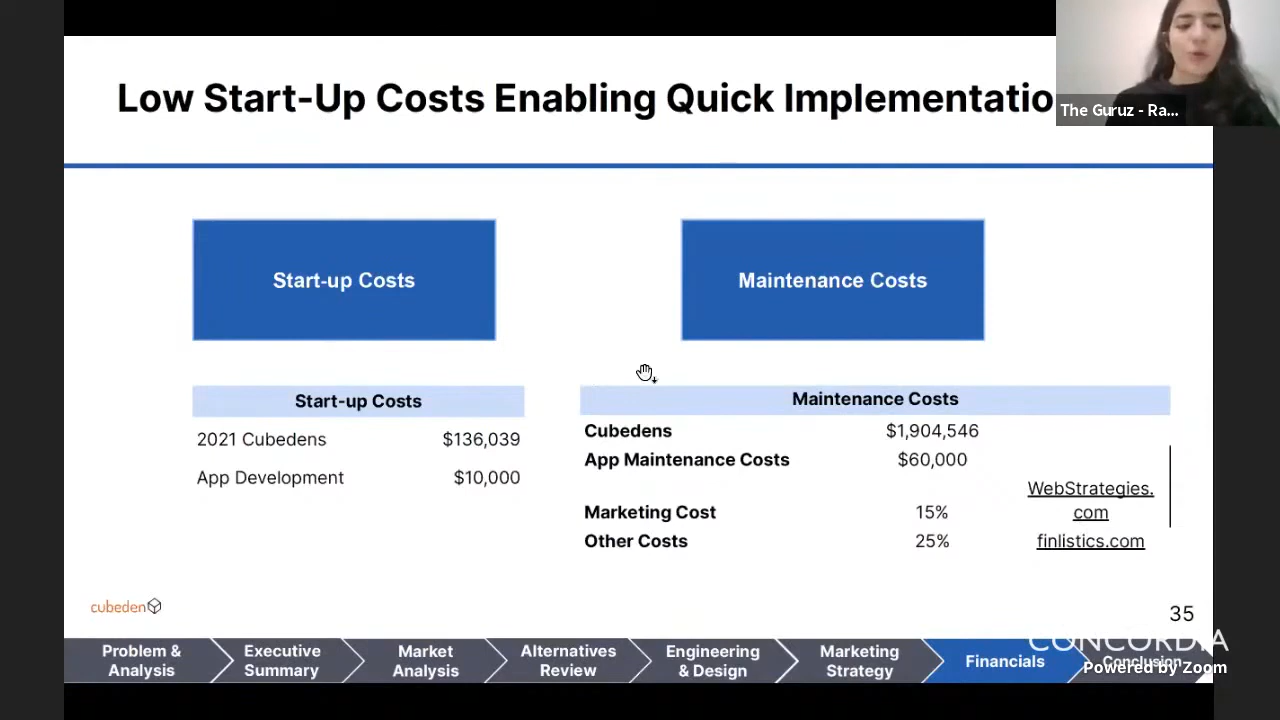 Low Start-Up Costs Enabling Quick Implementatio
The Guruz - Ra...
Start-up Costs
Maintenance Costs
Start-up Costs
2021 Cubedens $136,039
App Development $10,000
Maintenance Costs
Cubedens $1,904,546
App Maintenance Costs $60,000
Marketing Cost 15% WebStrategies.
com
Other Costs 25% finlistics.com
cubeden
35
Problem &
Analysis
Executive
Summary
Market
Analysis
Alternatives
Review
Engineering
& Design
Marketing
Strategy
Financials
Conclusion
CONCORDIA
Powered by Zoom